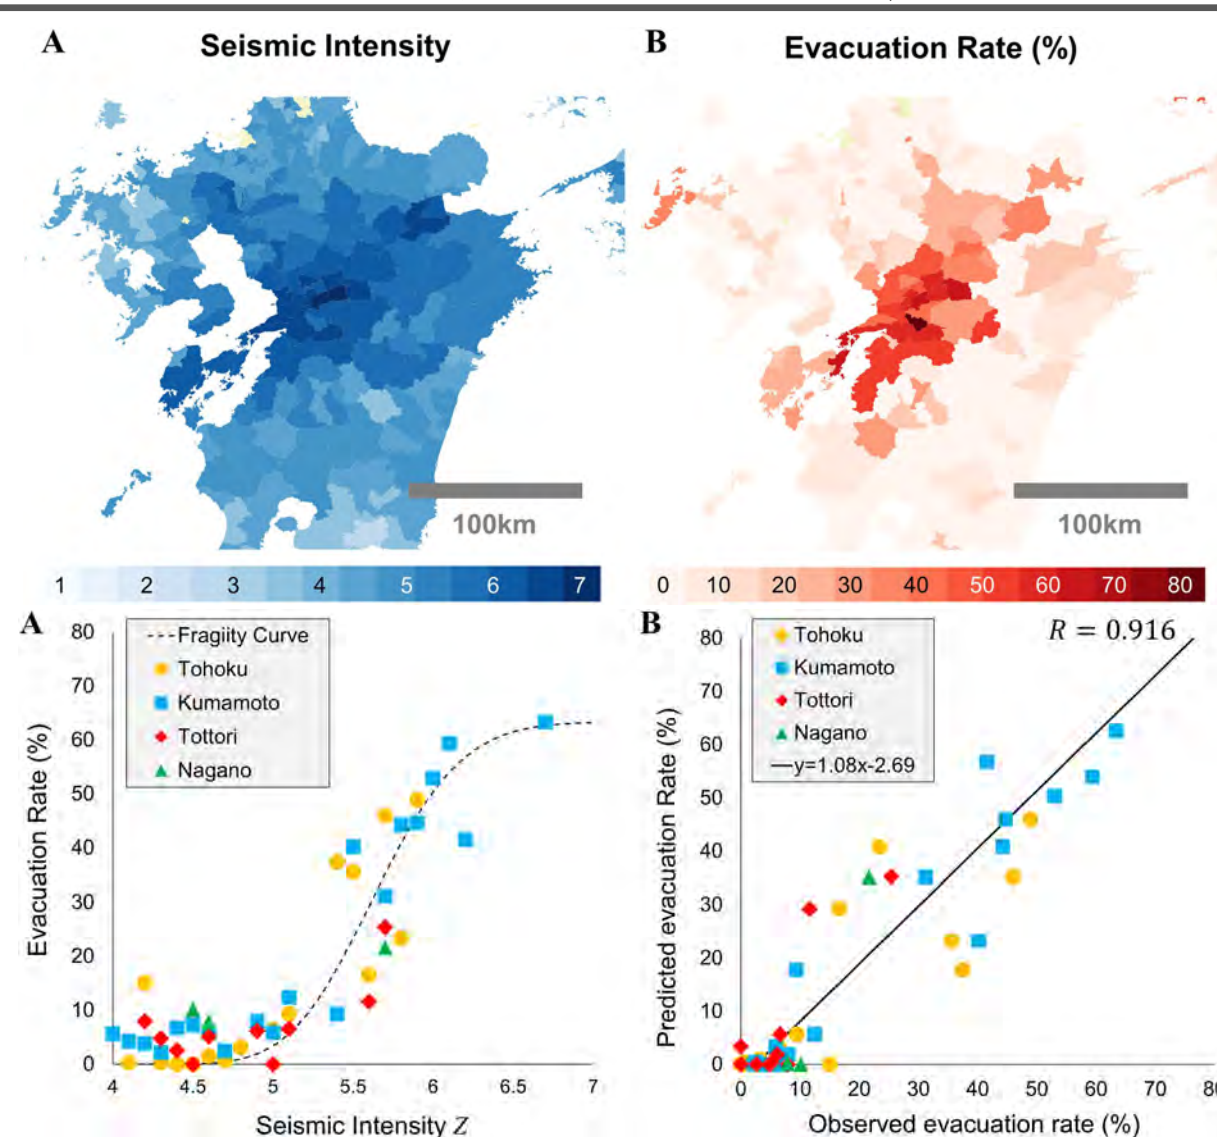 A
Seismic Intensity
B
Evacuation Rate (%)
100km
100km
1 2 3 4 5 6 7
0 10 20 30 40 50 60 70 80
A
80
70
60
50
40
30
20
10
0
Evacuation Rate (%)
Fragiity Curve
Tohoku
Kumamoto
Tottori
Nagano
4 4.5 5 5.5 6 6.5 7
Seismic Intensity Z
B
80
70
60
50
40
30
20
10
0
Predicted evacuation Rate (%)
Tohoku
Kumamoto
Tottori
Nagano
y=1.08x-2.69
R = 0.916
0 10 20 30 40 50 60 70 80
Observed evacuation rate (%)